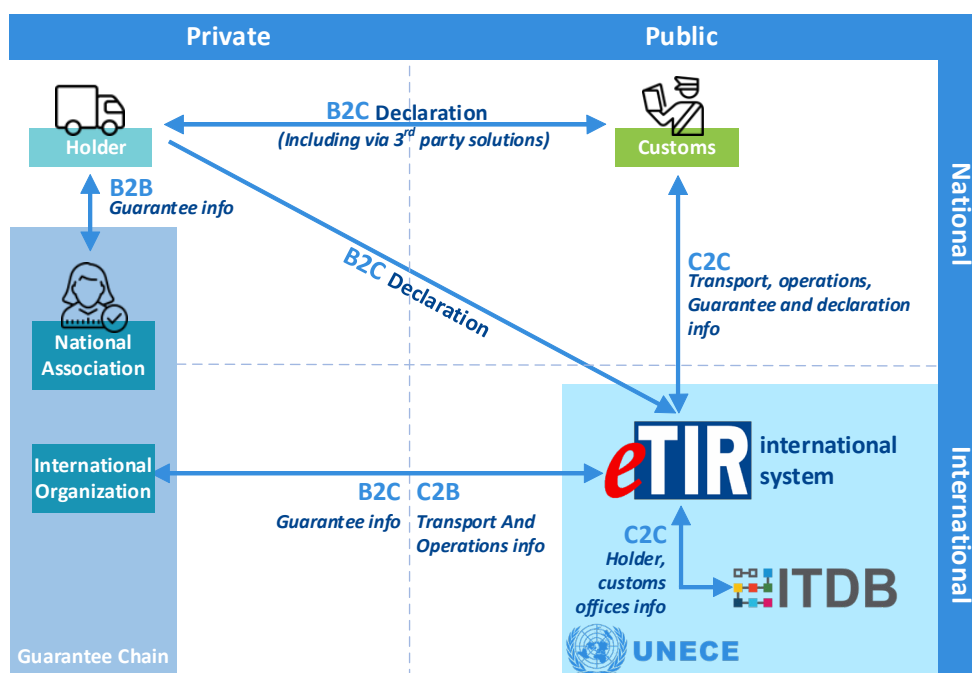 Private
Public
B2C Declaration
(Including via 3rd party solutions)
Holder
Customs
B2B
Guarantee info
National
B2C Declaration
C2C
Transport, operations,
Guarantee and declaration
info
National
Association
International
Organization
eTIR
international
system
B2C
Guarantee info
C2B
Transport And
Operations info
C2C
Holder,
customs
offices info
ITDB
International
Guarantee Chain
UNECE